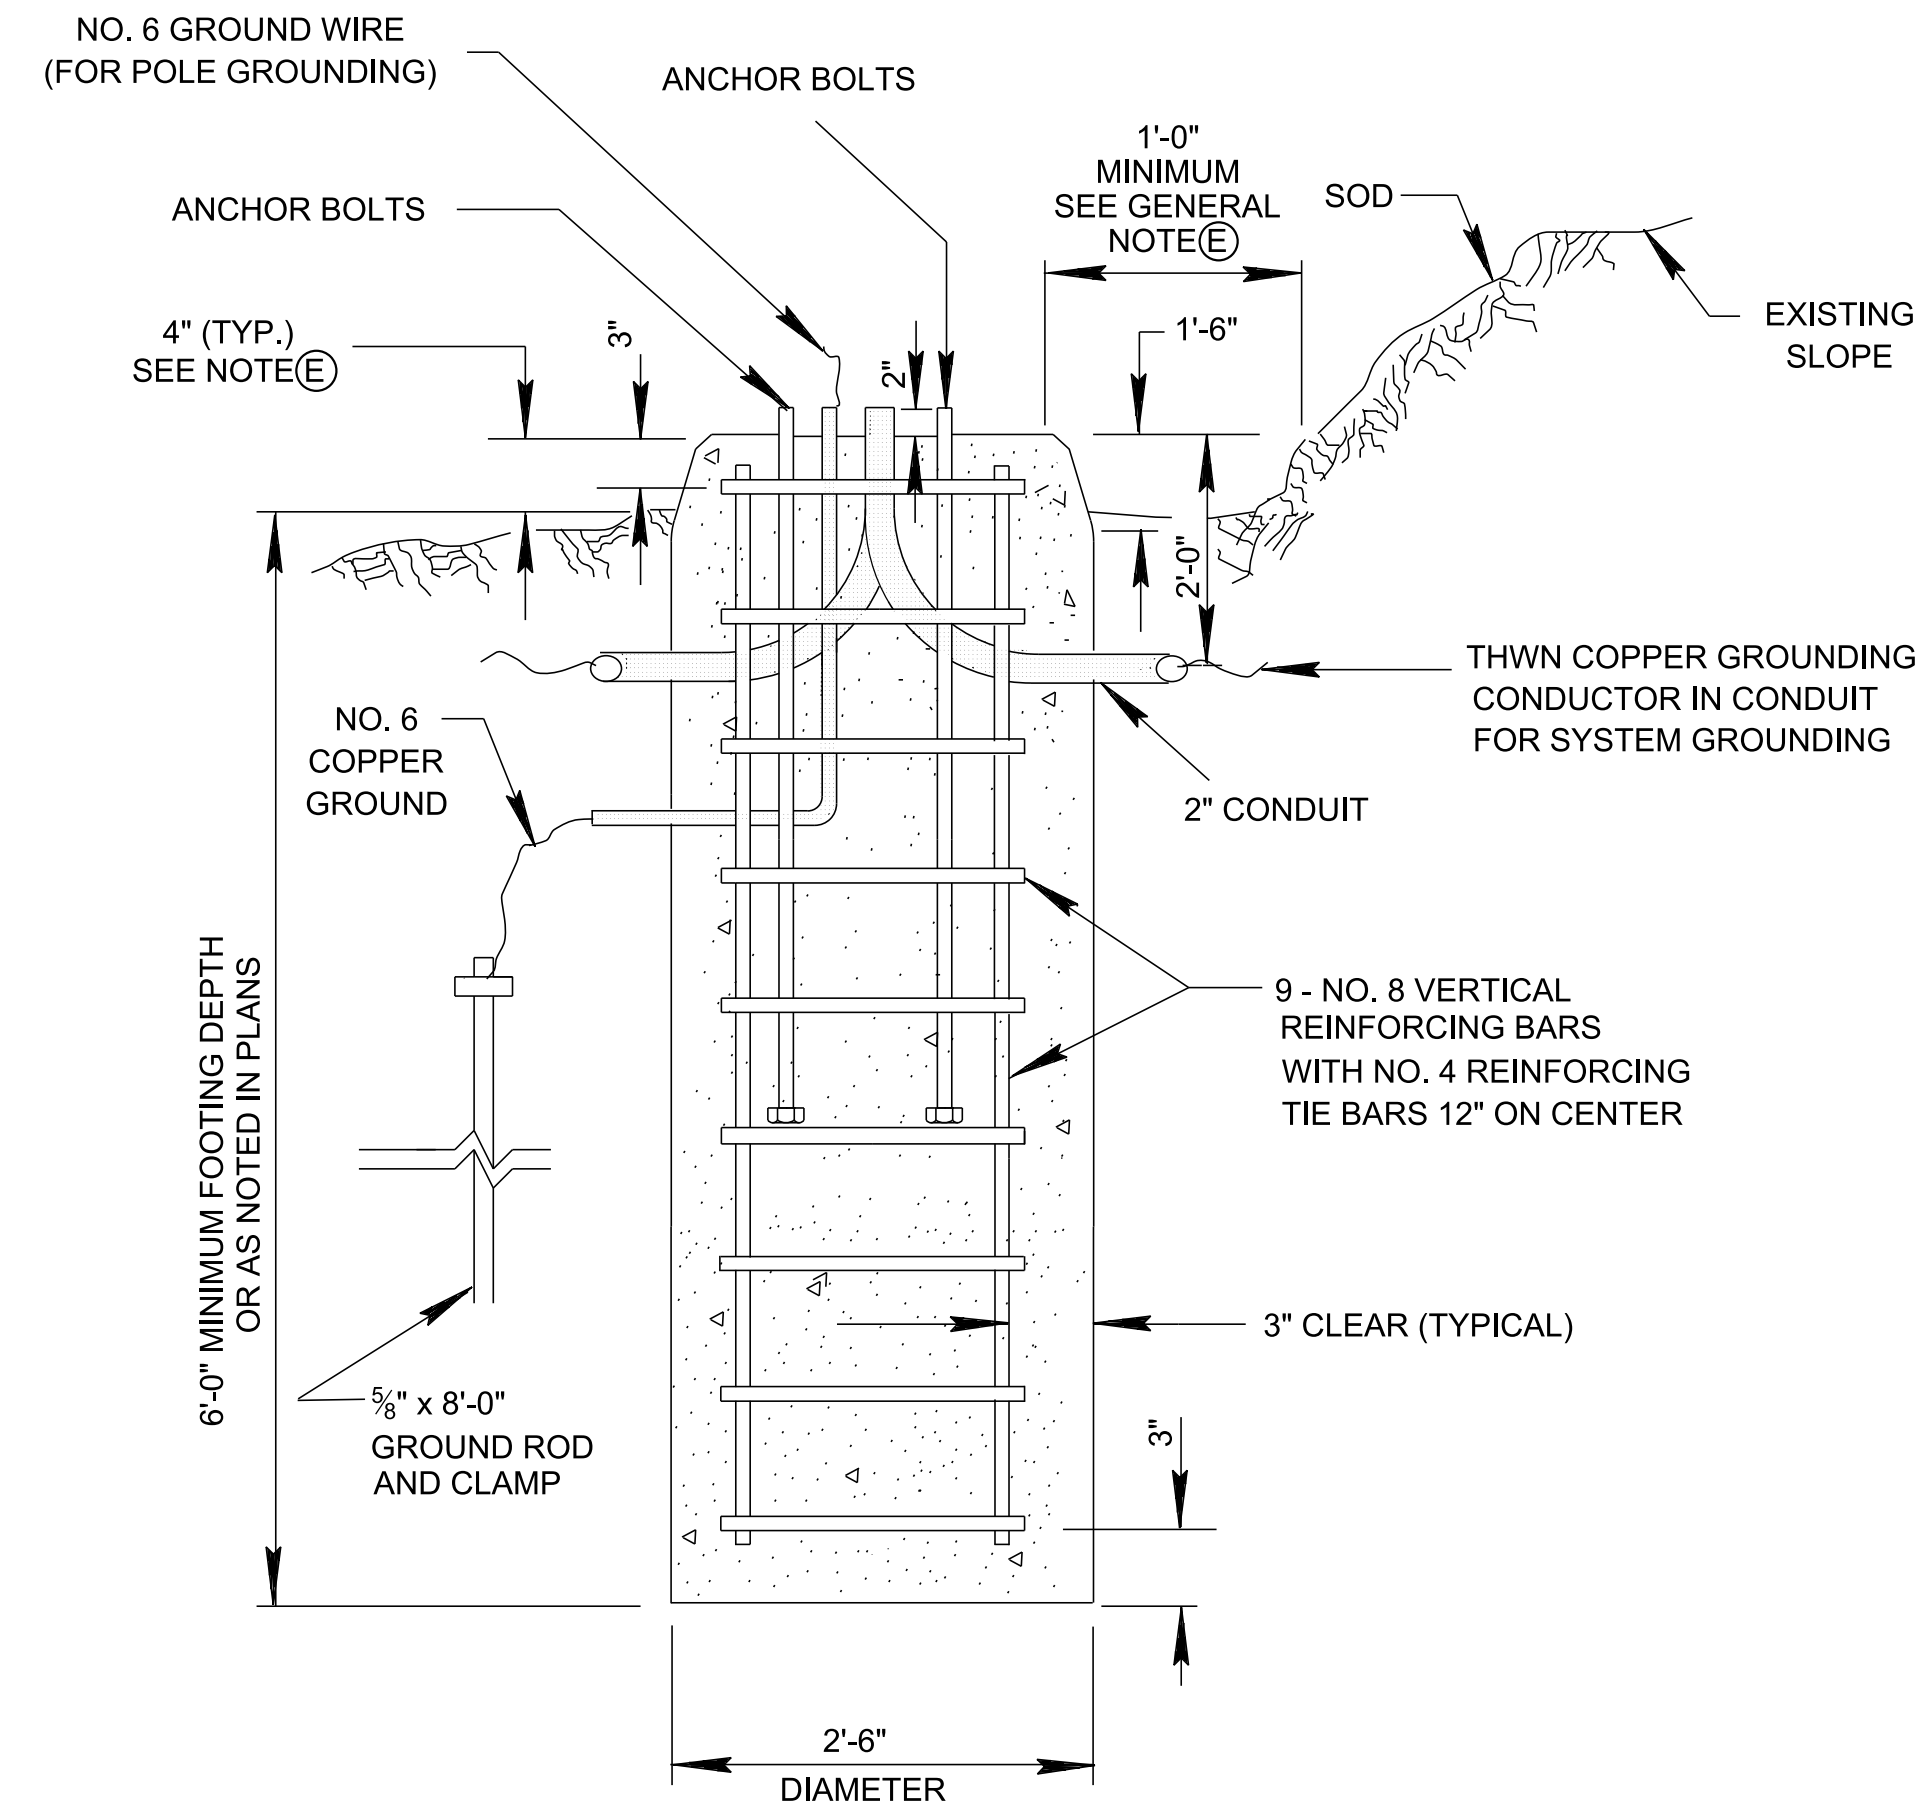 NO. 6 GROUND WIRE
(FOR POLE GROUNDING)
ANCHOR BOLTS
ANCHOR BOLTS
1'-0"
MINIMUM
SEE GENERAL
NOTE Ⓔ
SOD
EXISTING
SLOPE
4" (TYP.)
SEE NOTE Ⓔ
3"
2"
1'-6"
2'-0"
THWN COPPER GROUNDING
CONDUCTOR IN CONDUIT
FOR SYSTEM GROUNDING
NO. 6
COPPER
GROUND
2" CONDUIT
6'-0" MINIMUM FOOTING DEPTH
OR AS NOTED IN PLANS
9 - NO. 8 VERTICAL
REINFORCING BARS
WITH NO. 4 REINFORCING
TIE BARS 12" ON CENTER
3" CLEAR (TYPICAL)
⅝" x 8'-0"
GROUND ROD
AND CLAMP
3"
2'-6"
DIAMETER